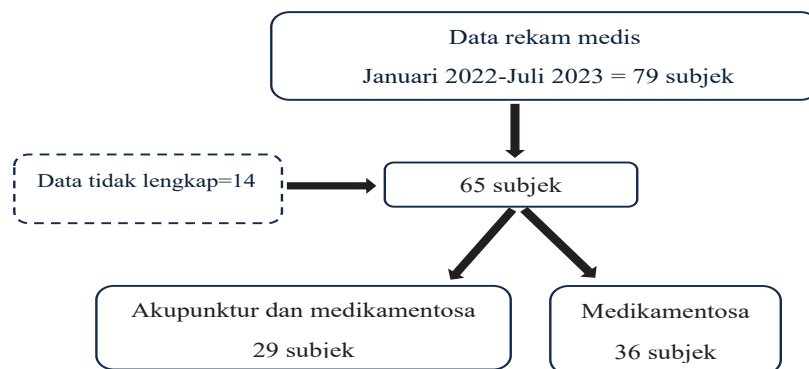 Data rekam medis
Januari 2022-Juli 2023 = 79 subjek
Data tidak lengkap=14
65 subjek
Akupunktur dan medikamentosa
29 subjek
Medikamentosa
36 subjek